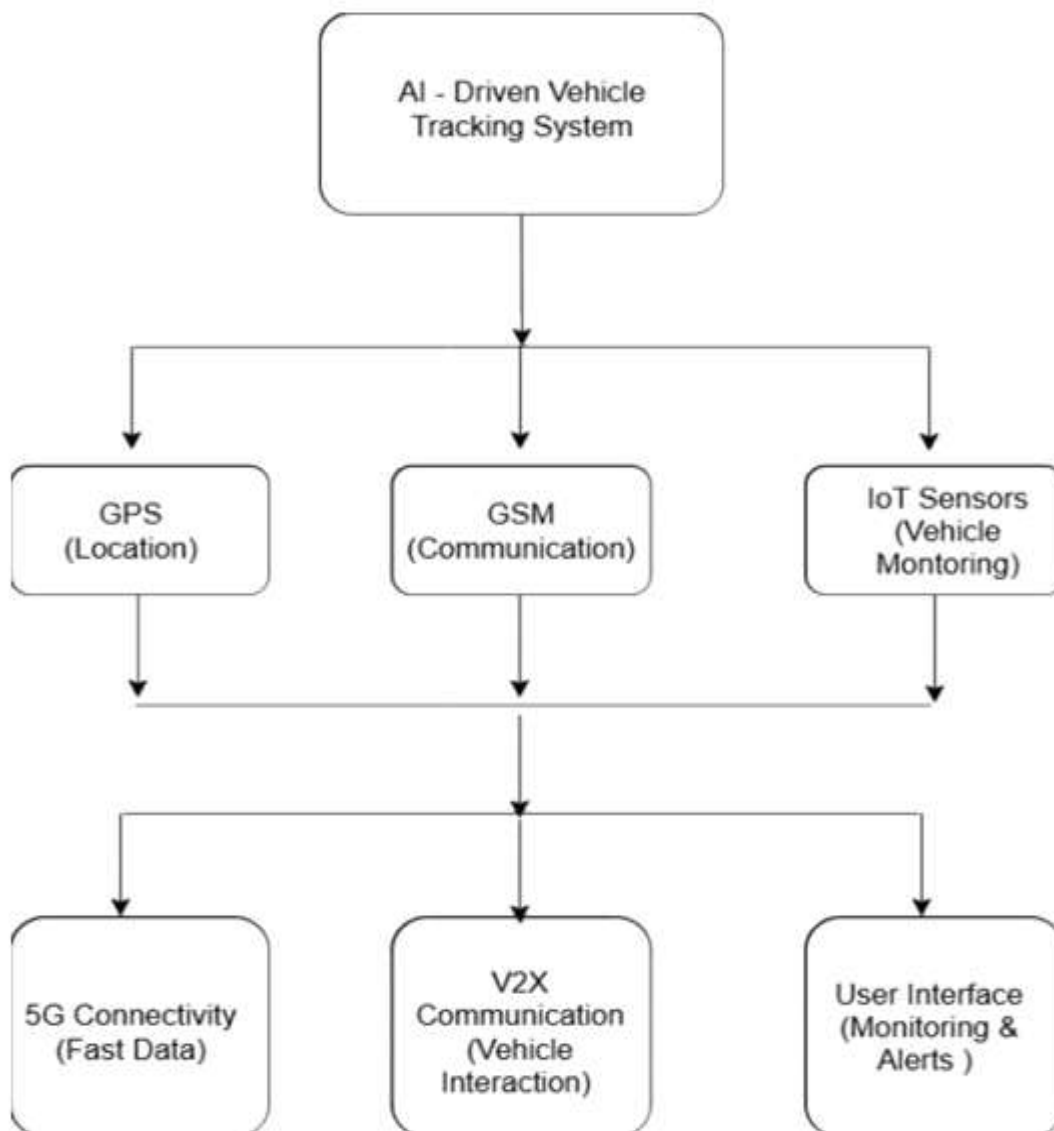 AI - Driven Vehicle
Tracking System
GPS
(Location)
GSM
(Communication)
IoT Sensors
(Vehicle
Montoring)
5G Connectivity
(Fast Data)
V2X
Communication
(Vehicle
Interaction)
User Interface
(Monitoring &
Alerts )